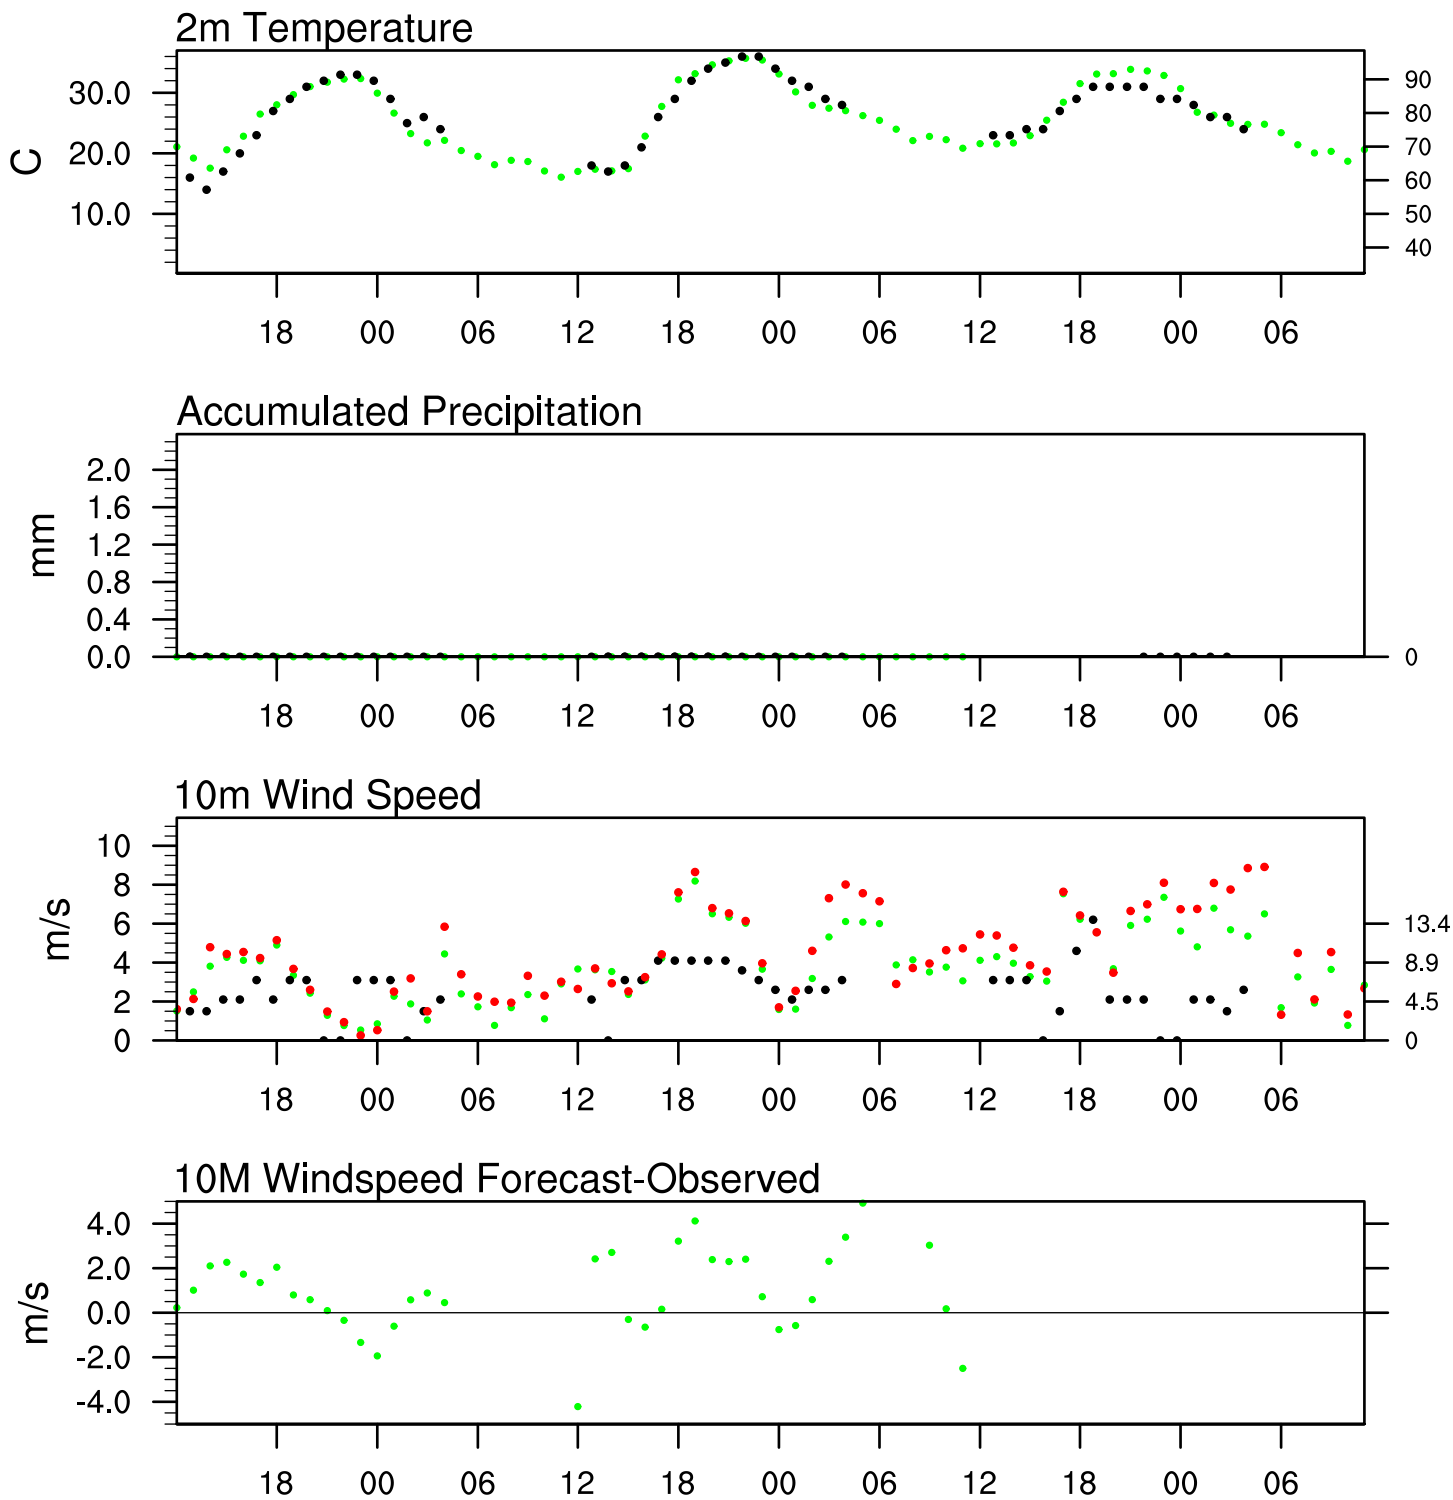 2m Temperature
C
30.0
20.0
10.0
90
80
70
60
50
40
18 00 06 12 18 00 06 12 18 00 06
Accumulated Precipitation
mm
2.0
1.6
1.2
0.8
0.4
0.0
0
18 00 06 12 18 00 06 12 18 00 06
10m Wind Speed
m/s
10
8
6
4
2
0
13.4
8.9
4.5
0
18 00 06 12 18 00 06 12 18 00 06
10M Windspeed Forecast-Observed
m/s
4.0
2.0
0.0
-2.0
-4.0
18 00 06 12 18 00 06 12 18 00 06